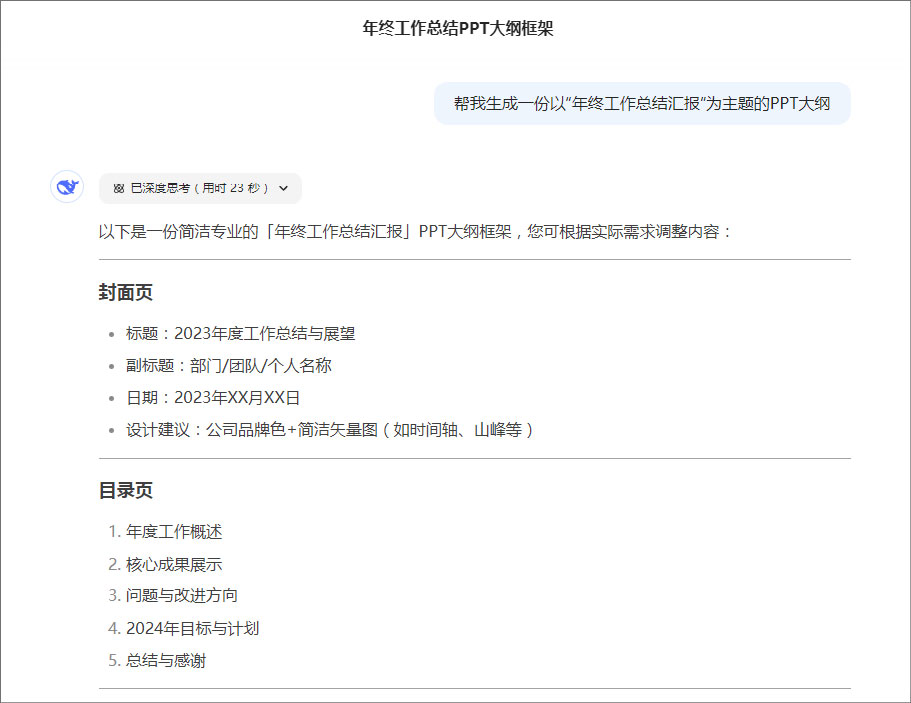 年终工作总结PPT大纲框架
帮我生成一份以“年终工作总结汇报”为主题的PPT大纲
已深度思考（用时 23 秒）
以下是一份简洁专业的「年终工作总结汇报」PPT大纲框架，您可根据实际需求调整内容：
封面页
• 标题：2023年度工作总结与展望
• 副标题：部门/团队/个人名称
• 日期：2023年XX月XX日
• 设计建议：公司品牌色+简洁矢量图（如时间轴、山峰等）
目录页
1. 年度工作概述
2. 核心成果展示
3. 问题与改进方向
4. 2024年目标与计划
5. 总结与感谢